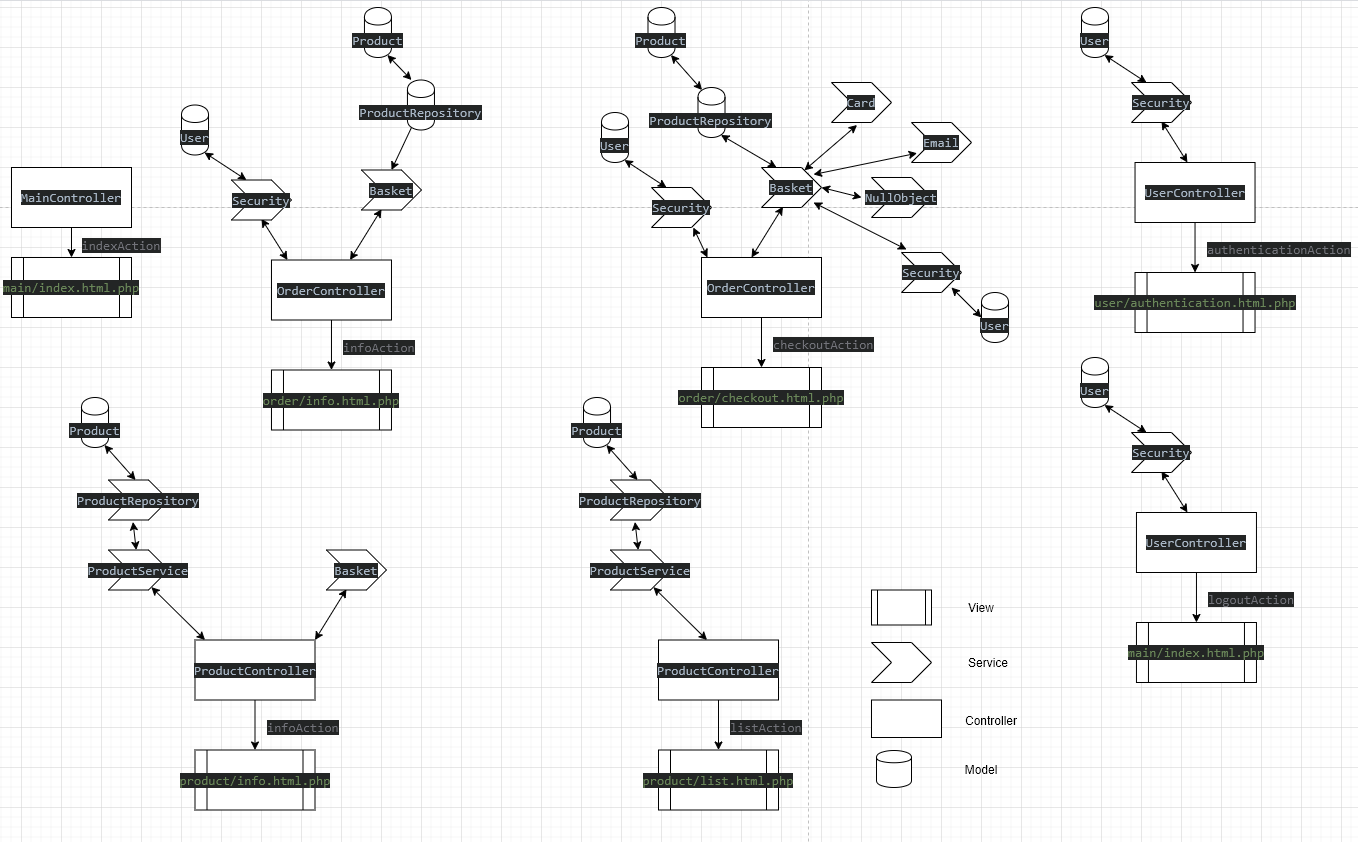 MainController
indexAction
main/index.html.php
Product
ProductRepository
User
Security
Basket
OrderController
infoAction
order/info.html.php
Product
ProductRepository
User
Security
Basket
Card
Email
NullObject
Security
User
OrderController
checkoutAction
order/checkout.html.php
User
Security
UserController
authenticationAction
user/authentication.html.php
Product
ProductRepository
ProductService
Basket
ProductController
infoAction
product/info.html.php
Product
ProductRepository
ProductService
ProductController
listAction
product/list.html.php
User
Security
UserController
logoutAction
main/index.html.php
View
Service
Controller
Model